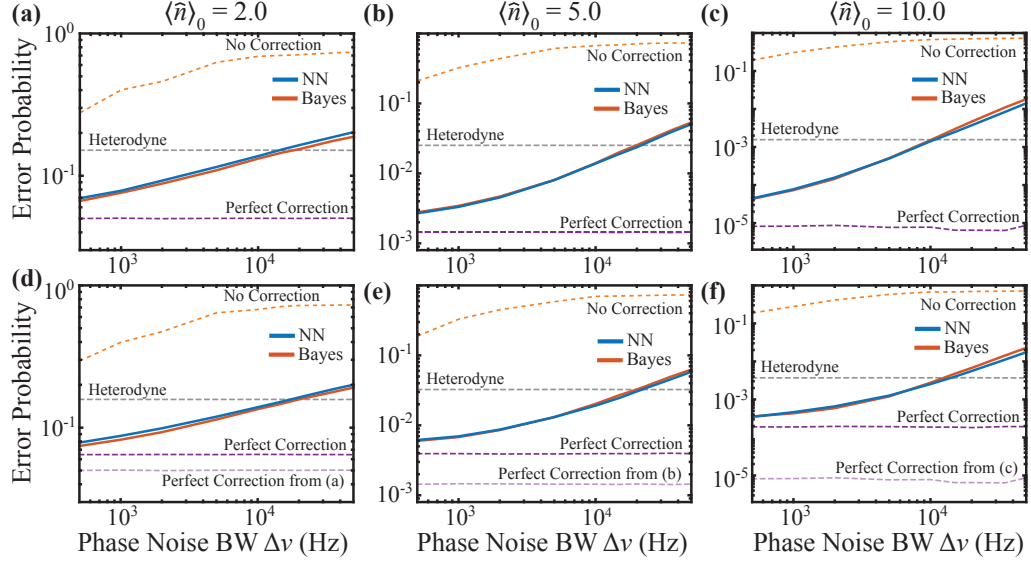 (a) ⟨n̂⟩₀ = 2.0
(b) ⟨n̂⟩₀ = 5.0
(c) ⟨n̂⟩₀ = 10.0
Error Probability
10⁰
10⁻¹
No Correction
NN
Bayes
Heterodyne
Perfect Correction
10³ 10⁴
10⁻¹
10⁻²
10⁻³
No Correction
NN
Bayes
Heterodyne
Perfect Correction
10³ 10⁴
10⁻¹
10⁻³
10⁻⁵
No Correction
NN
Bayes
Heterodyne
Perfect Correction
10³ 10⁴
(d)
Error Probability
10⁰
10⁻¹
No Correction
NN
Bayes
Heterodyne
Perfect Correction
Perfect Correction from (a)
10³ 10⁴
Phase Noise BW Δν (Hz)
(e)
10⁻¹
10⁻²
10⁻³
No Correction
NN
Bayes
Heterodyne
Perfect Correction
Perfect Correction from (b)
10³ 10⁴
Phase Noise BW Δν (Hz)
(f)
10⁻¹
10⁻³
10⁻⁵
No Correction
NN
Bayes
Heterodyne
Perfect Correction
Perfect Correction from (c)
10³ 10⁴
Phase Noise BW Δν (Hz)